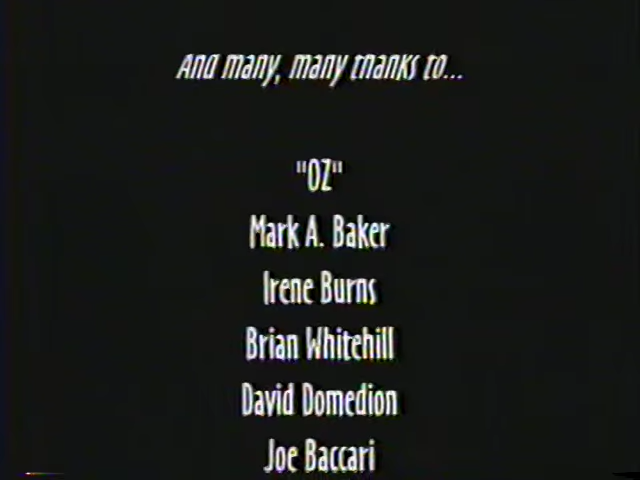 And many, many thanks to...
"OZ"
Mark A. Baker
Irene Burns
Brian Whitehill
David Domedion
Joe Baccari